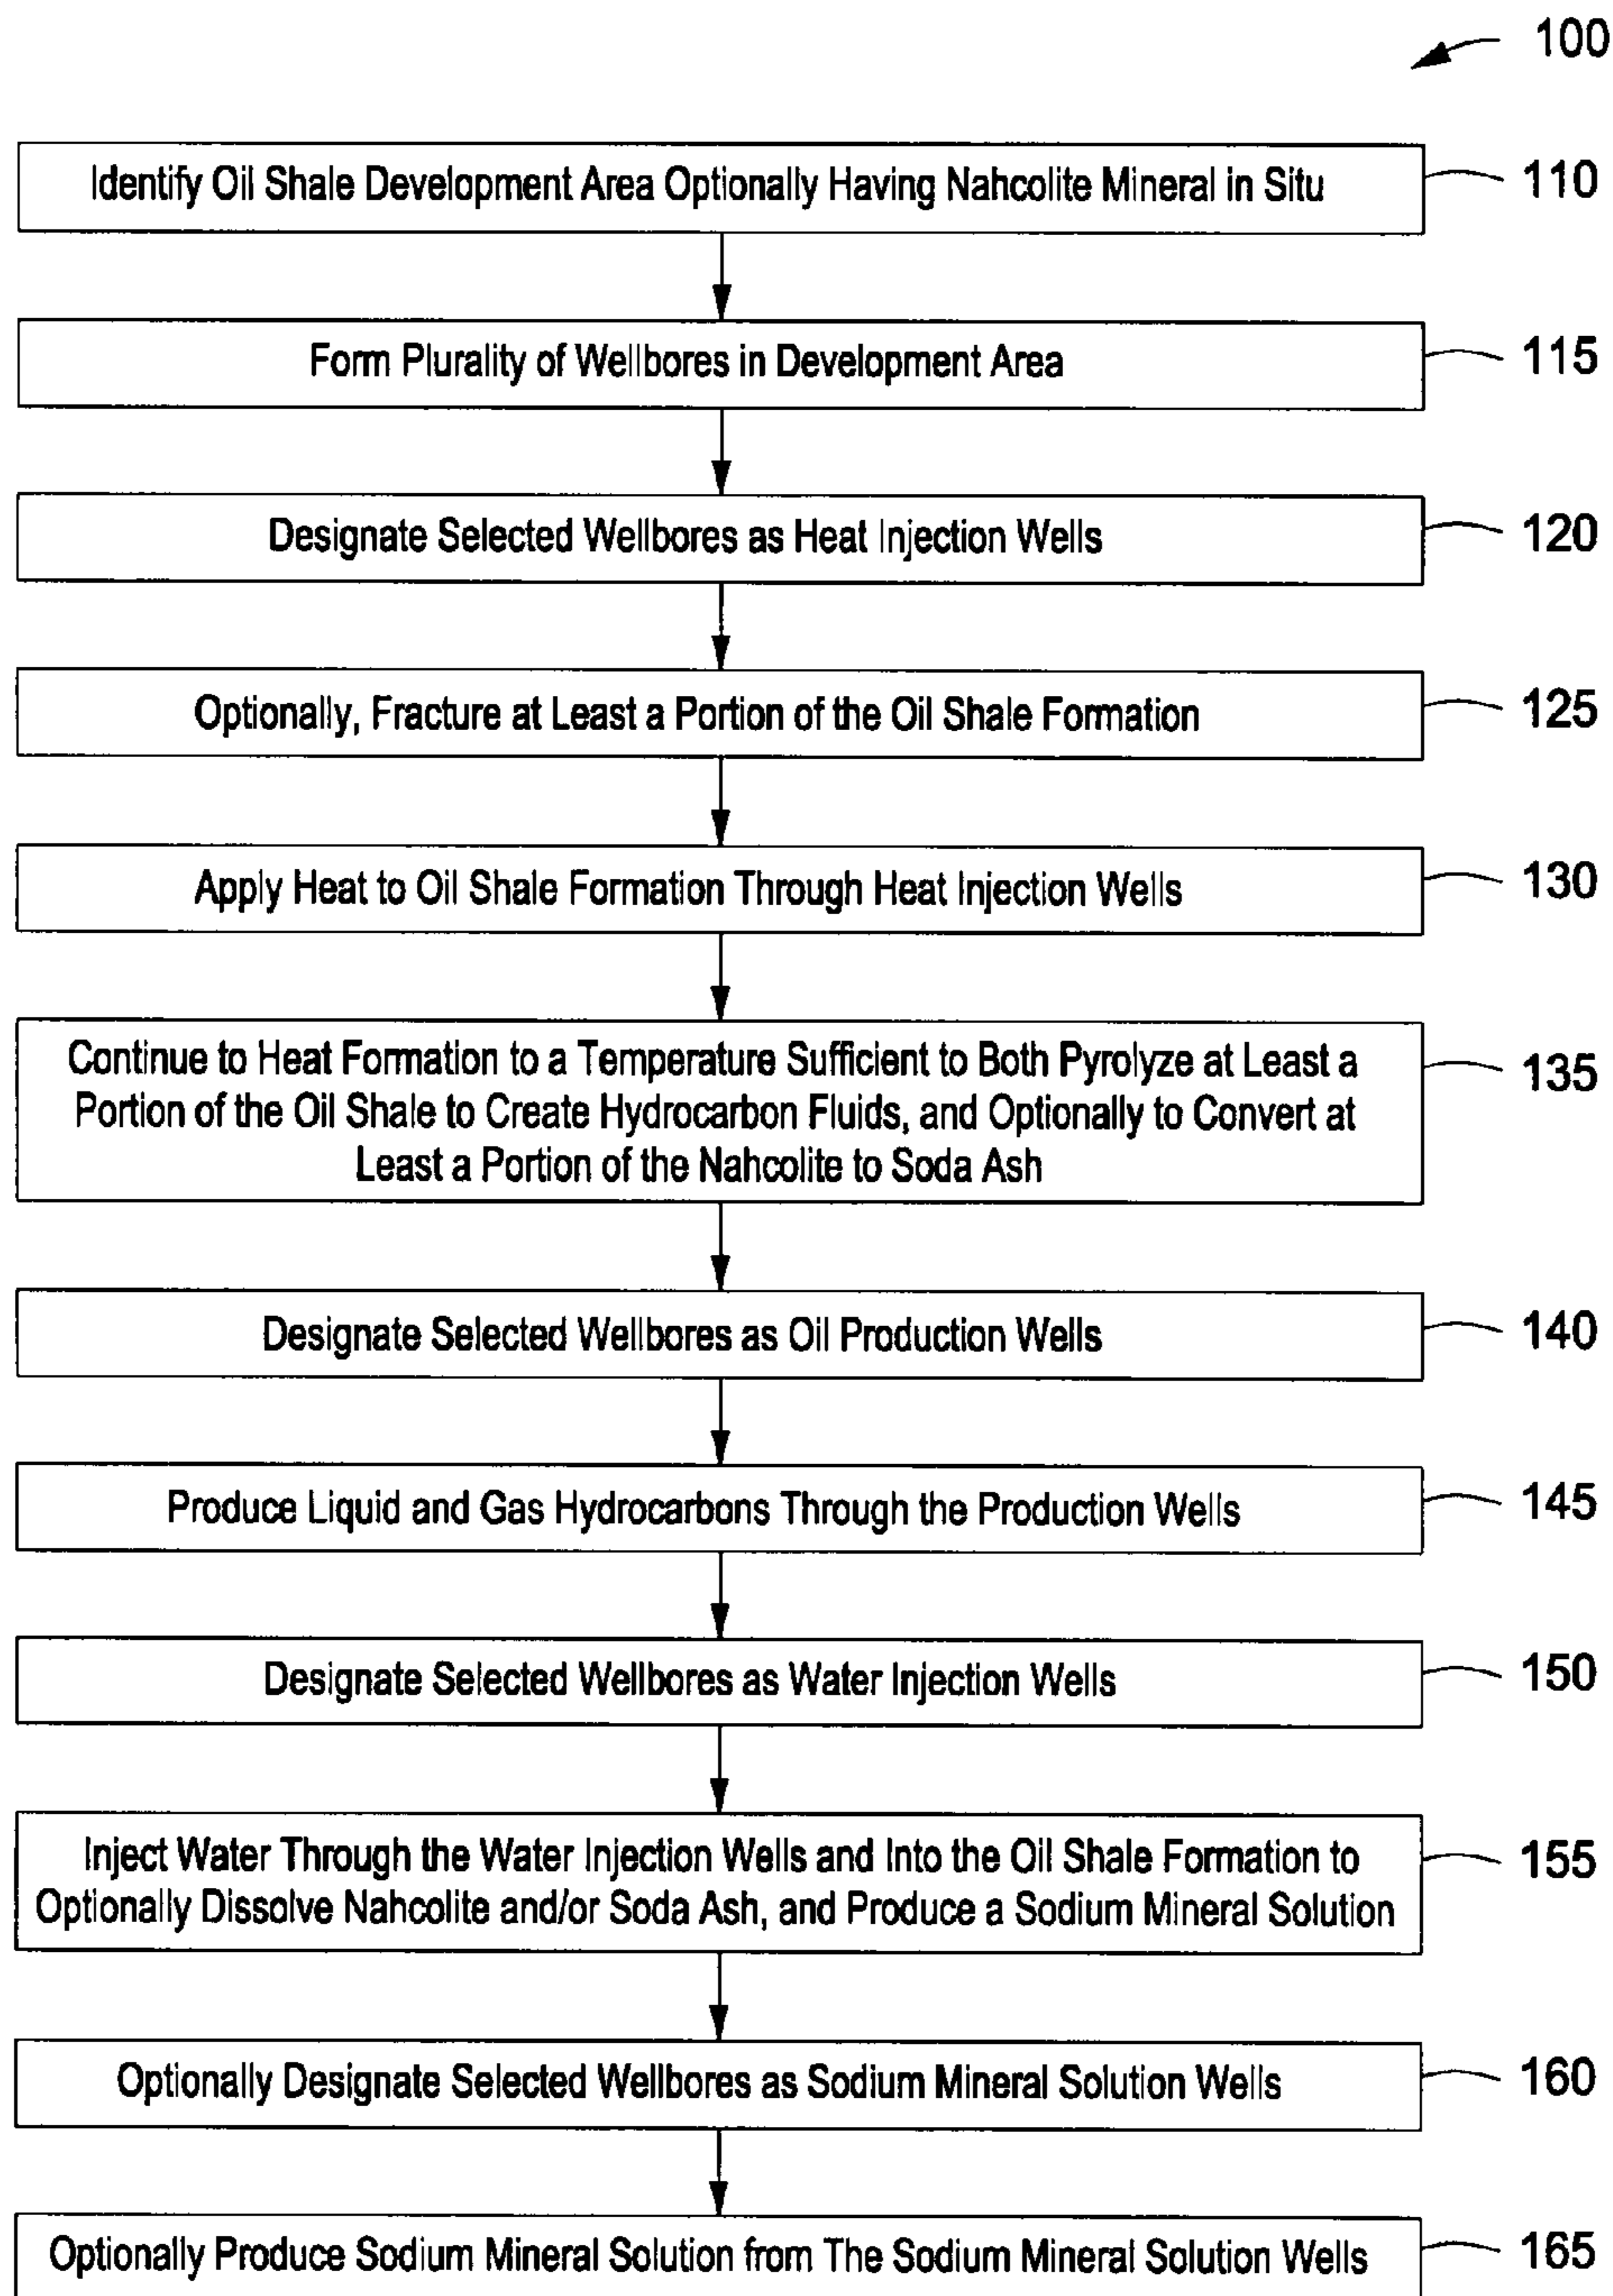 100
Identify Oil Shale Development Area Optionally Having Nahcolite Mineral in Situ
110
Form Plurality of Wellbores in Development Area
115
Designate Selected Wellbores as Heat Injection Wells
120
Optionally, Fracture at Least a Portion of the Oil Shale Formation
125
Apply Heat to Oil Shale Formation Through Heat Injection Wells
130
Continue to Heat Formation to a Temperature Sufficient to Both Pyrolyze at Least a
Portion of the Oil Shale to Create Hydrocarbon Fluids, and Optionally to Convert at
Least a Portion of the Nahcolite to Soda Ash
135
Designate Selected Wellbores as Oil Production Wells
140
Produce Liquid and Gas Hydrocarbons Through the Production Wells
145
Designate Selected Wellbores as Water Injection Wells
150
Inject Water Through the Water Injection Wells and Into the Oil Shale Formation to
Optionally Dissolve Nahcolite and/or Soda Ash, and Produce a Sodium Mineral Solution
155
Optionally Designate Selected Wellbores as Sodium Mineral Solution Wells
160
Optionally Produce Sodium Mineral Solution from The Sodium Mineral Solution Wells
165